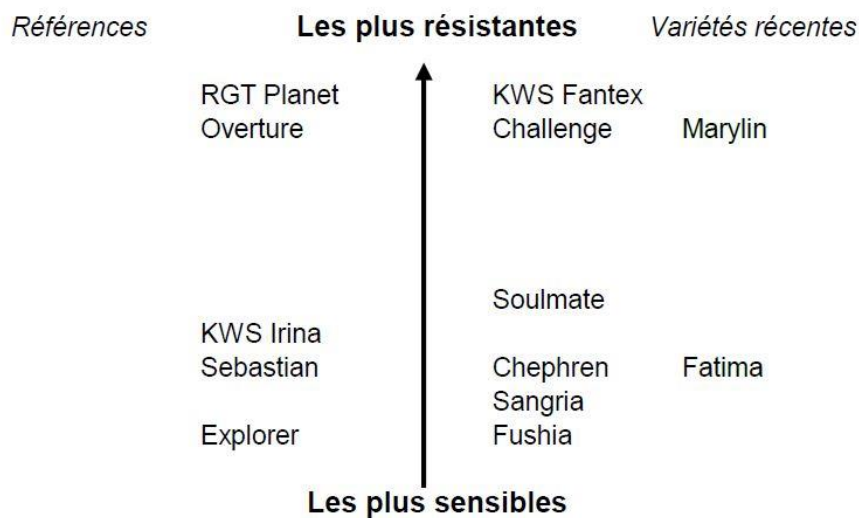 Références Les plus résistantes Variétés récentes
RGT Planet KWS Fantex
Overture Challenge Marylin
Soulmate
KWS Irina
Sebastian Chephren Fatima
Sangria
Explorer Fushia
Les plus sensibles